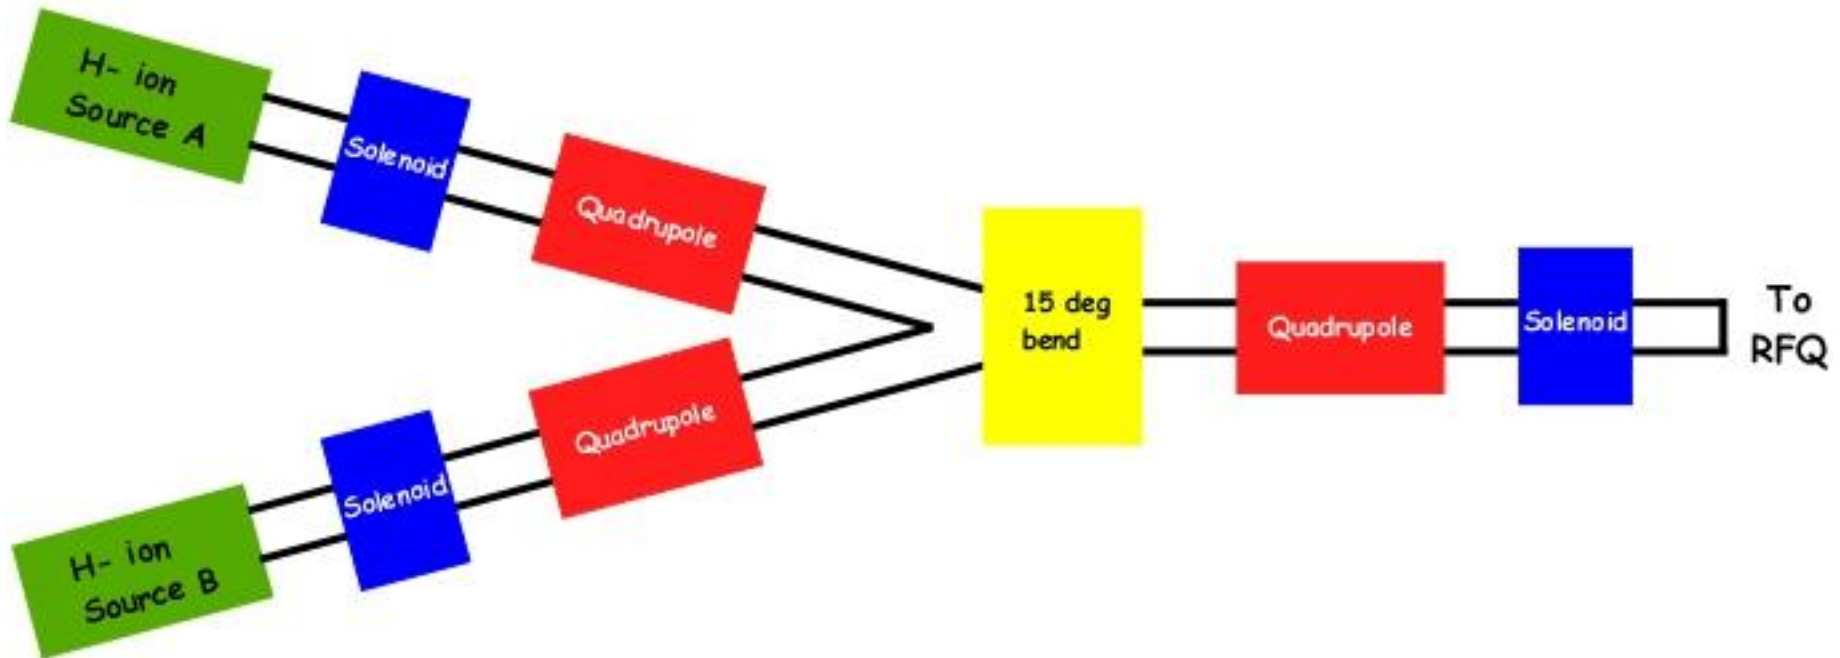 H- ion
Source A
Solenoid
Quadrupole
15 deg
bend
Quadrupole
Solenoid
To
RFQ
Quadrupole
Solenoid
H- ion
Source B